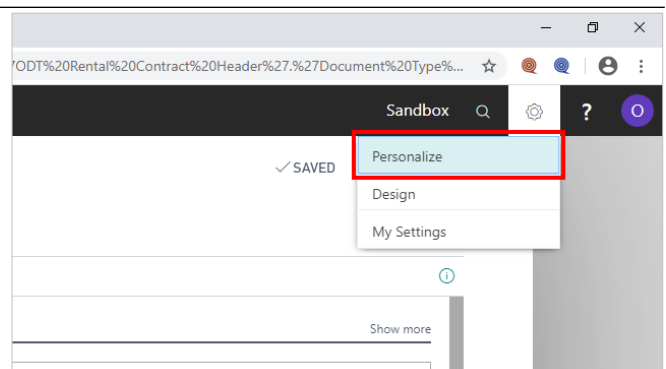 /ODT%20Rental%20Contract%20Header%27.%27Document%20Type%...
Sandbox ? O
Personalize
✓ SAVED
Design
My Settings
Show more